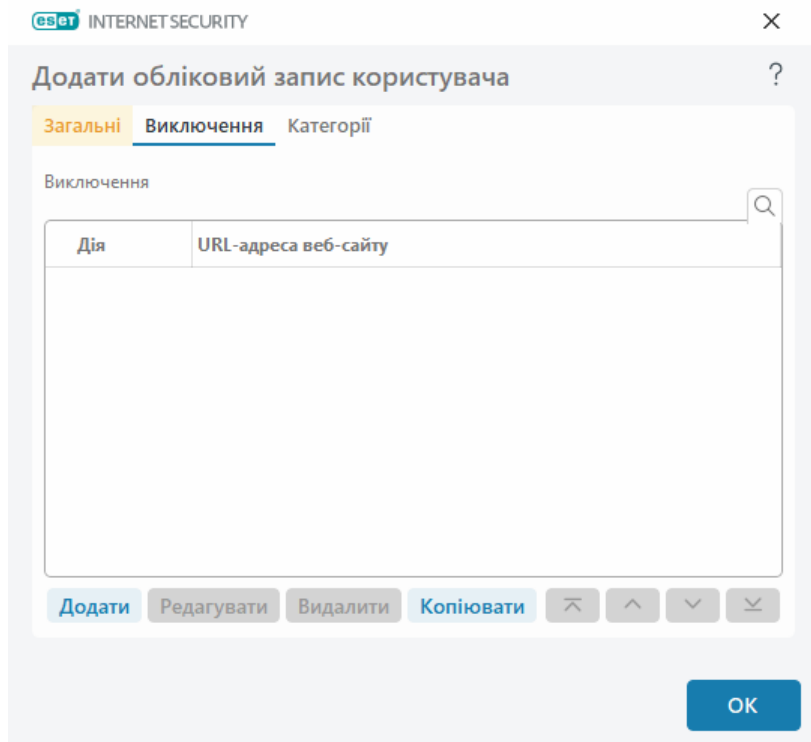 eset INTERNET SECURITY
Додати обліковий запис користувача ?
Загальні Виключення Категорії
Виключення
Дія URL-адреса веб-сайту
Додати Редагувати Видалити Копіювати
ОК